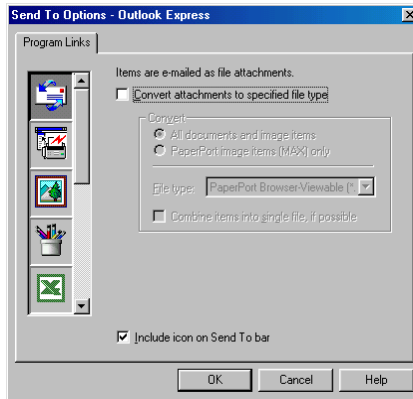 Send To Options - Outlook Express
Program Links
Items are e-mailed as file attachments.
Convert attachments to specified file type
Convert
All documents and image items
PaperPort image items (MAX) only
File type: PaperPort Browser-Viewable (*.
Combine items into single file, if possible
Include icon on Send To bar
OK Cancel Help